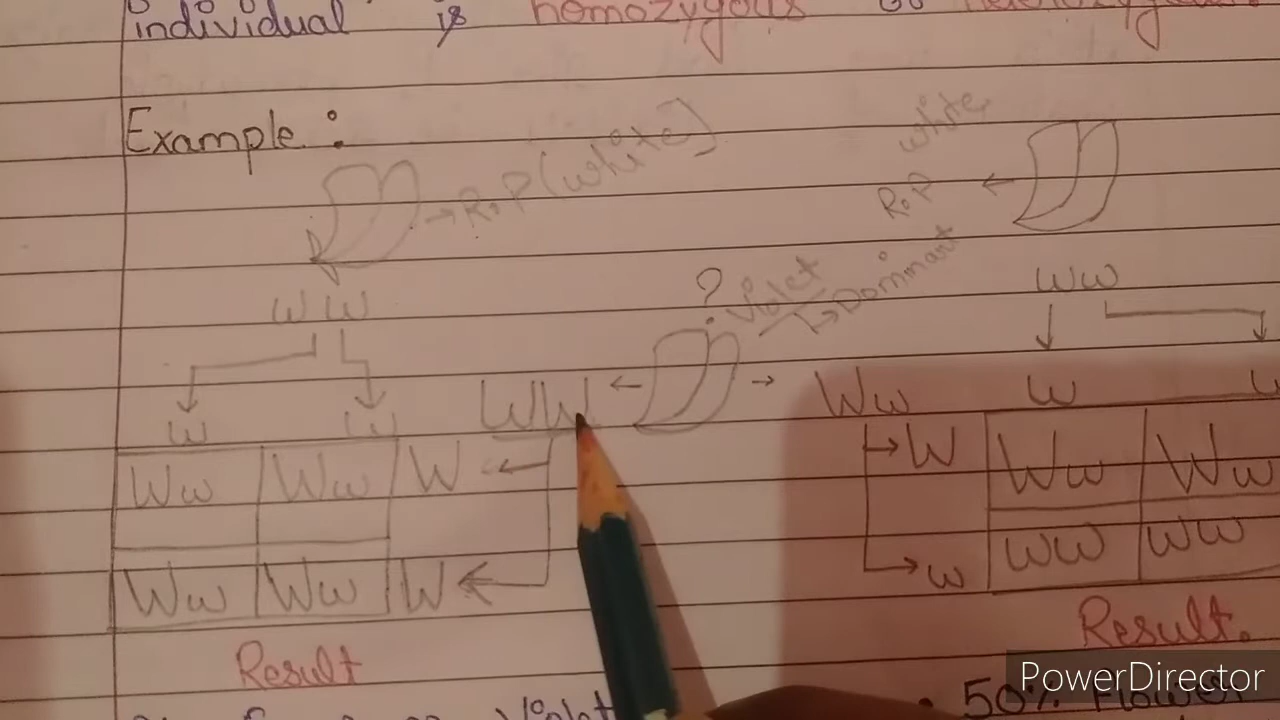 individual is homozygous or heterozygous.
Example :
→ R.P (white)
white
R.P ←
?
Violet
→ Dominant
ww
ww
w w
WW ← → Ww
w
Ww Ww W
→ W Ww Ww
Ww Ww W
→ w ww ww
Result
Result.
Violet
• 50% Flower
PowerDirector